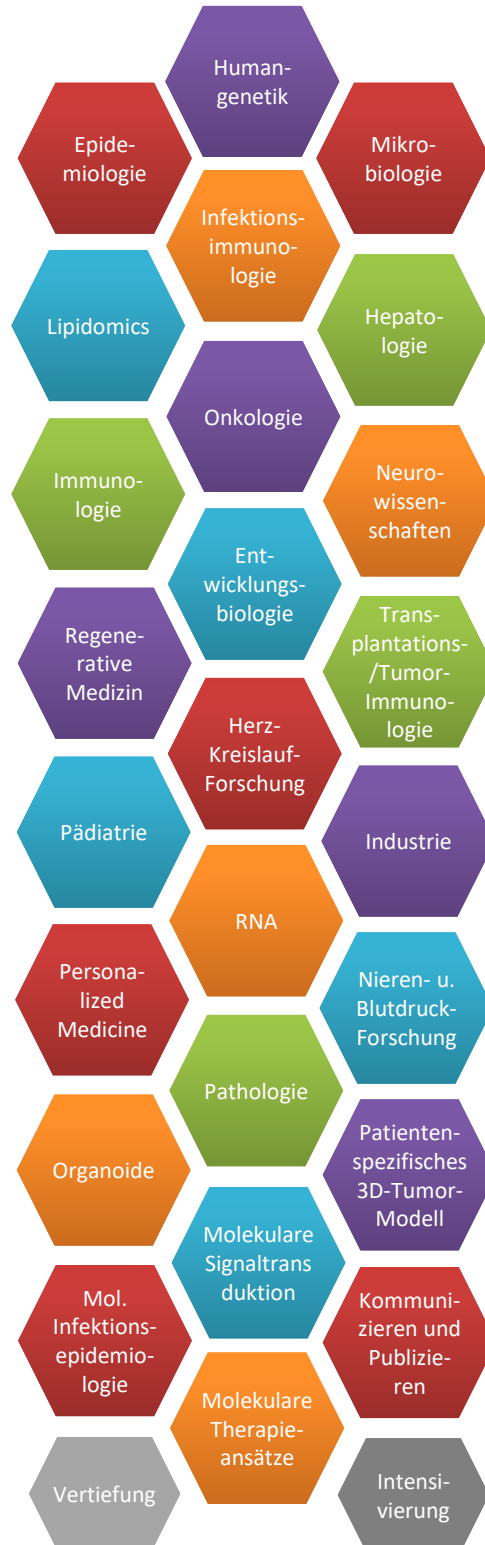 Human-
genetik
Epide-
miologie
Mikro-
biologie
Infektions-
immuno-
logie
Lipidomics
Hepato-
logie
Onkologie
Immuno-
logie
Neuro-
wissen-
schaften
Ent-
wicklungs-
biologie
Regene-
rative
Medizin
Trans-
plantations-
/Tumor-
Immuno-
logie
Herz-
Kreislauf-
Forschung
Pädiatrie
Industrie
RNA
Persona-
lized
Medicine
Nieren- u.
Blutdruck-
Forschung
Pathologie
Organoide
Patienten-
spezifisches
3D-Tumor-
Modell
Molekulare
Signaltrans
duktion
Mol.
Infektions-
epidemio-
logie
Kommuni-
zieren und
Publizie-
ren
Molekulare
Therapie-
ansätze
Vertiefung
Intensi-
vierung